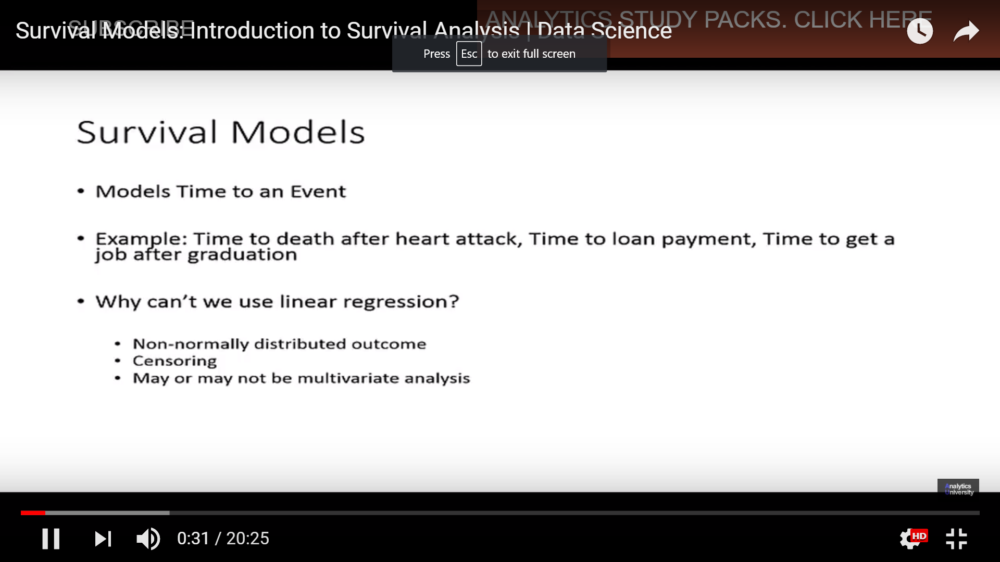 SUBSCRIBE
ANALYTICS STUDY PACKS. CLICK HERE
Survival Models: Introduction to Survival Analysis | Data Science
Press Esc to exit full screen
Survival Models
• Models Time to an Event
• Example: Time to death after heart attack, Time to loan payment, Time to get a
job after graduation
• Why can’t we use linear regression?
• Non-normally distributed outcome
• Censoring
• May or may not be multivariate analysis
Analytics
University
0:31 / 20:25
HD